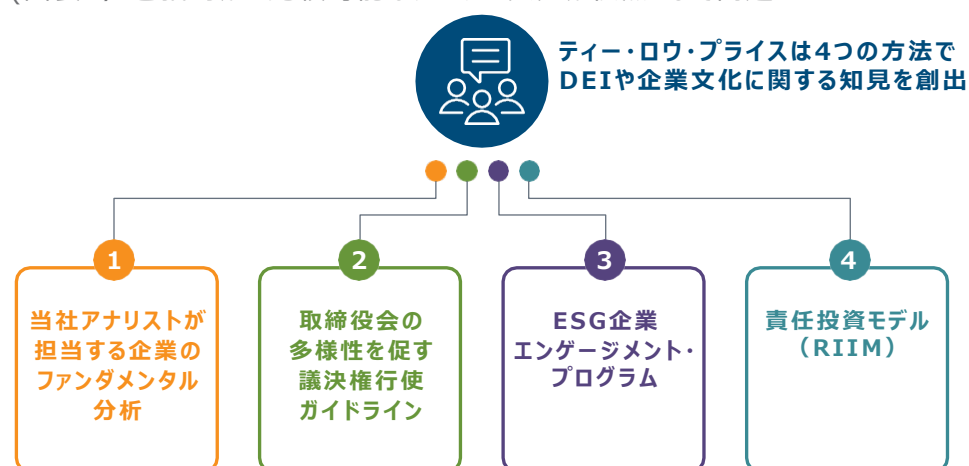 ティー・ロウ・プライスは4つの方法で
DEIや企業文化に関する知見を創出
1
当社アナリストが
担当する企業の
ファンダメンタル
分析
2
取締役会の
多様性を促す
議決権行使
ガイドライン
3
ESG企業
エンゲージメント・
プログラム
4
責任投資モデル
（RIIM）